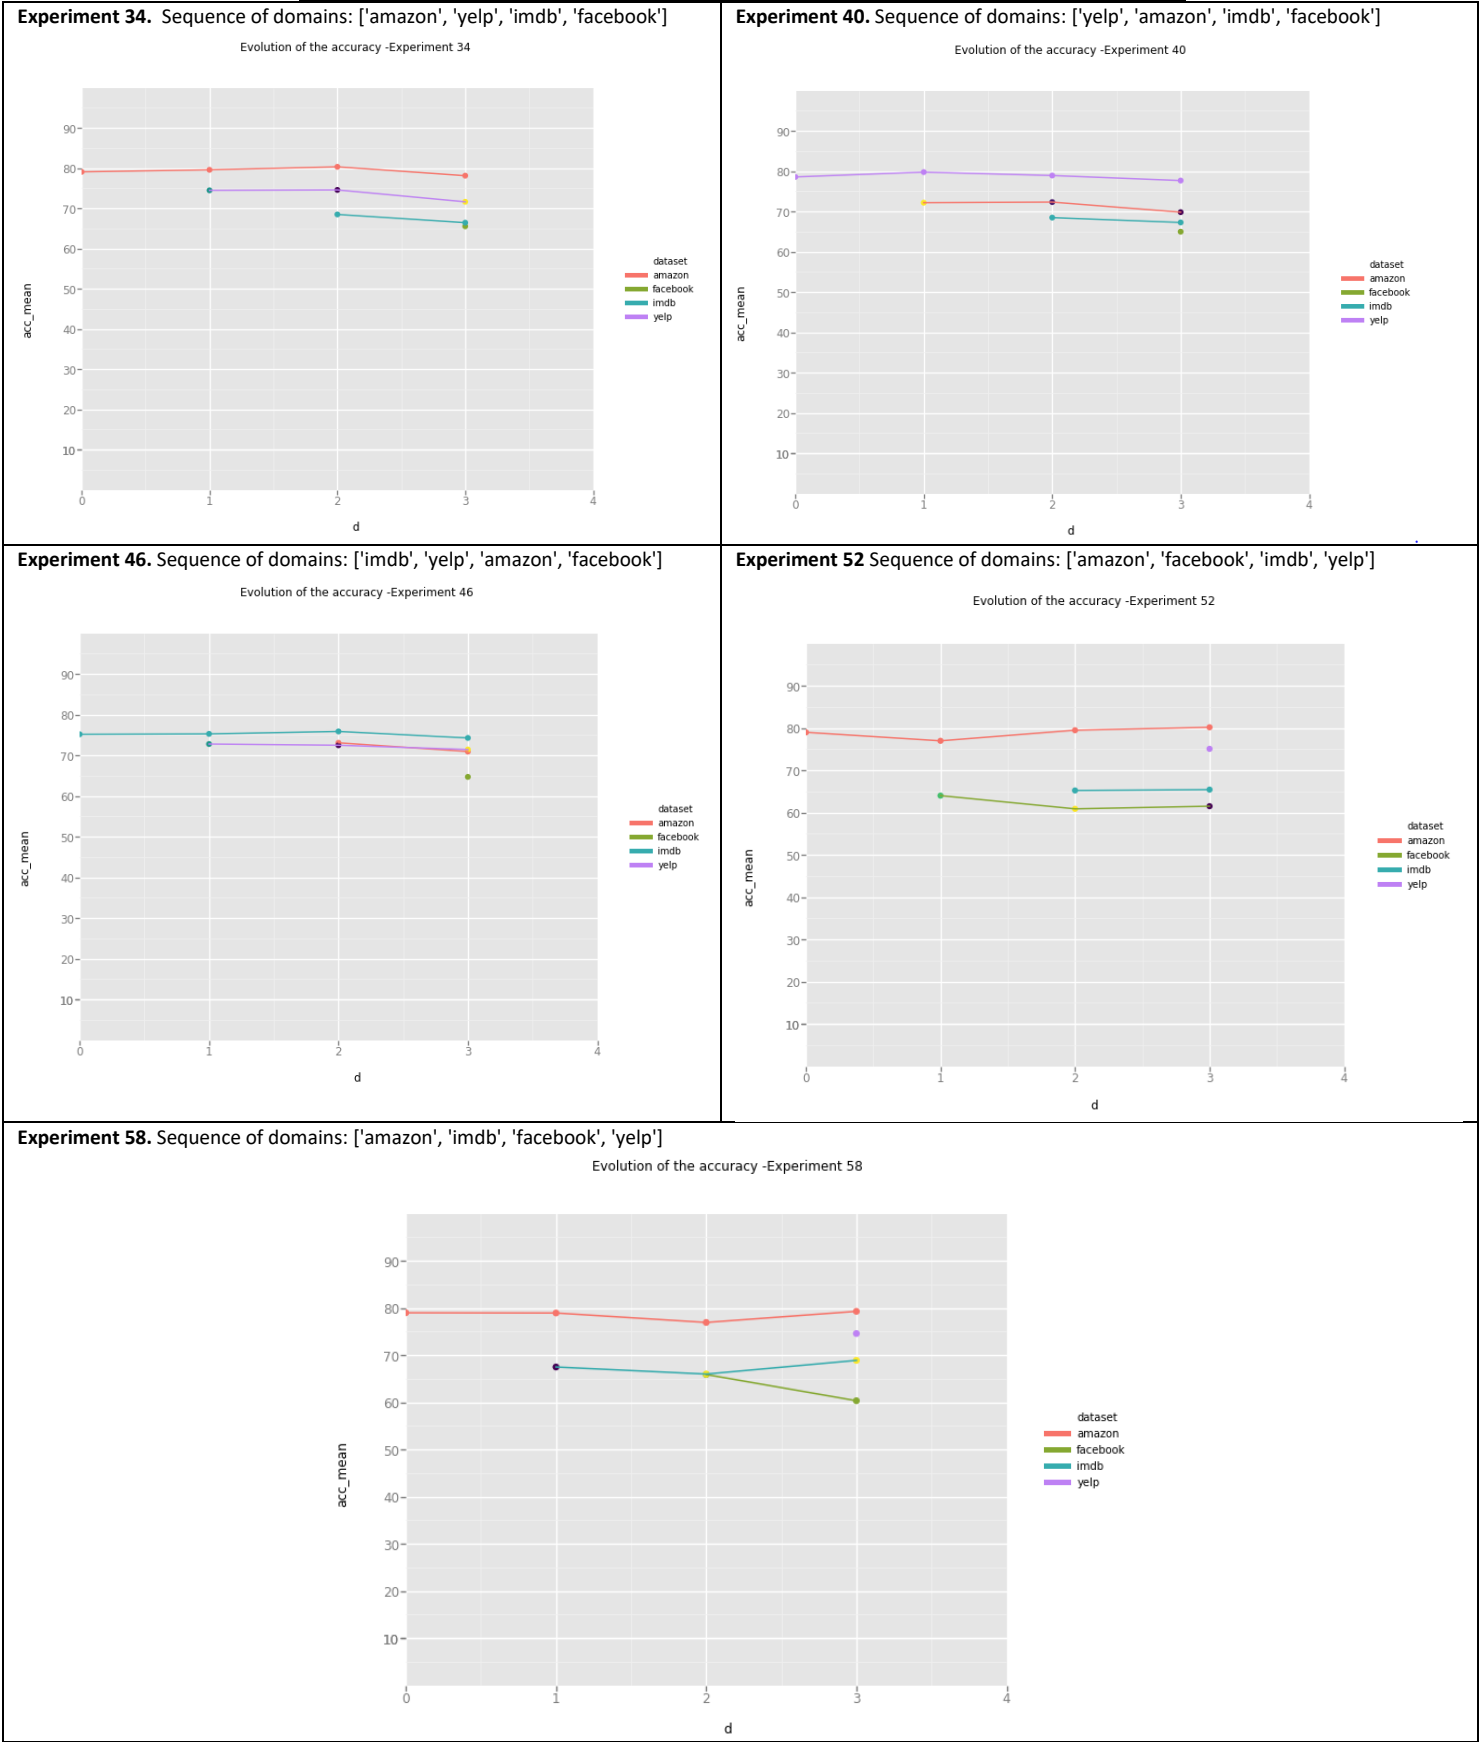 Experiment 34. Sequence of domains: ['amazon', 'yelp', 'imdb', 'facebook']
Evolution of the accuracy -Experiment 34
90
80
70
60
50
40
30
20
10
0 1 2 3 4
acc_mean
d
dataset
amazon
facebook
imdb
yelp
Experiment 40. Sequence of domains: ['yelp', 'amazon', 'imdb', 'facebook']
Evolution of the accuracy -Experiment 40
90
80
70
60
50
40
30
20
10
0 1 2 3 4
acc_mean
d
dataset
amazon
facebook
imdb
yelp
Experiment 46. Sequence of domains: ['imdb', 'yelp', 'amazon', 'facebook']
Evolution of the accuracy -Experiment 46
90
80
70
60
50
40
30
20
10
0 1 2 3 4
acc_mean
d
dataset
amazon
facebook
imdb
yelp
Experiment 52 Sequence of domains: ['amazon', 'facebook', 'imdb', 'yelp']
Evolution of the accuracy -Experiment 52
90
80
70
60
50
40
30
20
10
0 1 2 3 4
acc_mean
d
dataset
amazon
facebook
imdb
yelp
Experiment 58. Sequence of domains: ['amazon', 'imdb', 'facebook', 'yelp']
Evolution of the accuracy -Experiment 58
90
80
70
60
50
40
30
20
10
0 1 2 3 4
acc_mean
d
dataset
amazon
facebook
imdb
yelp